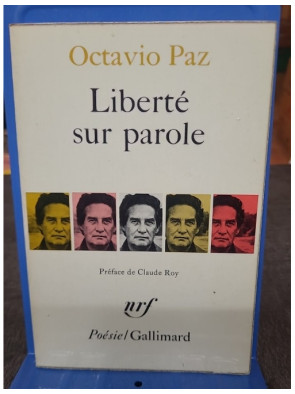 Octavio Paz
Liberté
sur parole
Préface de Claude Roy
nrf
Poésie/Gallimard